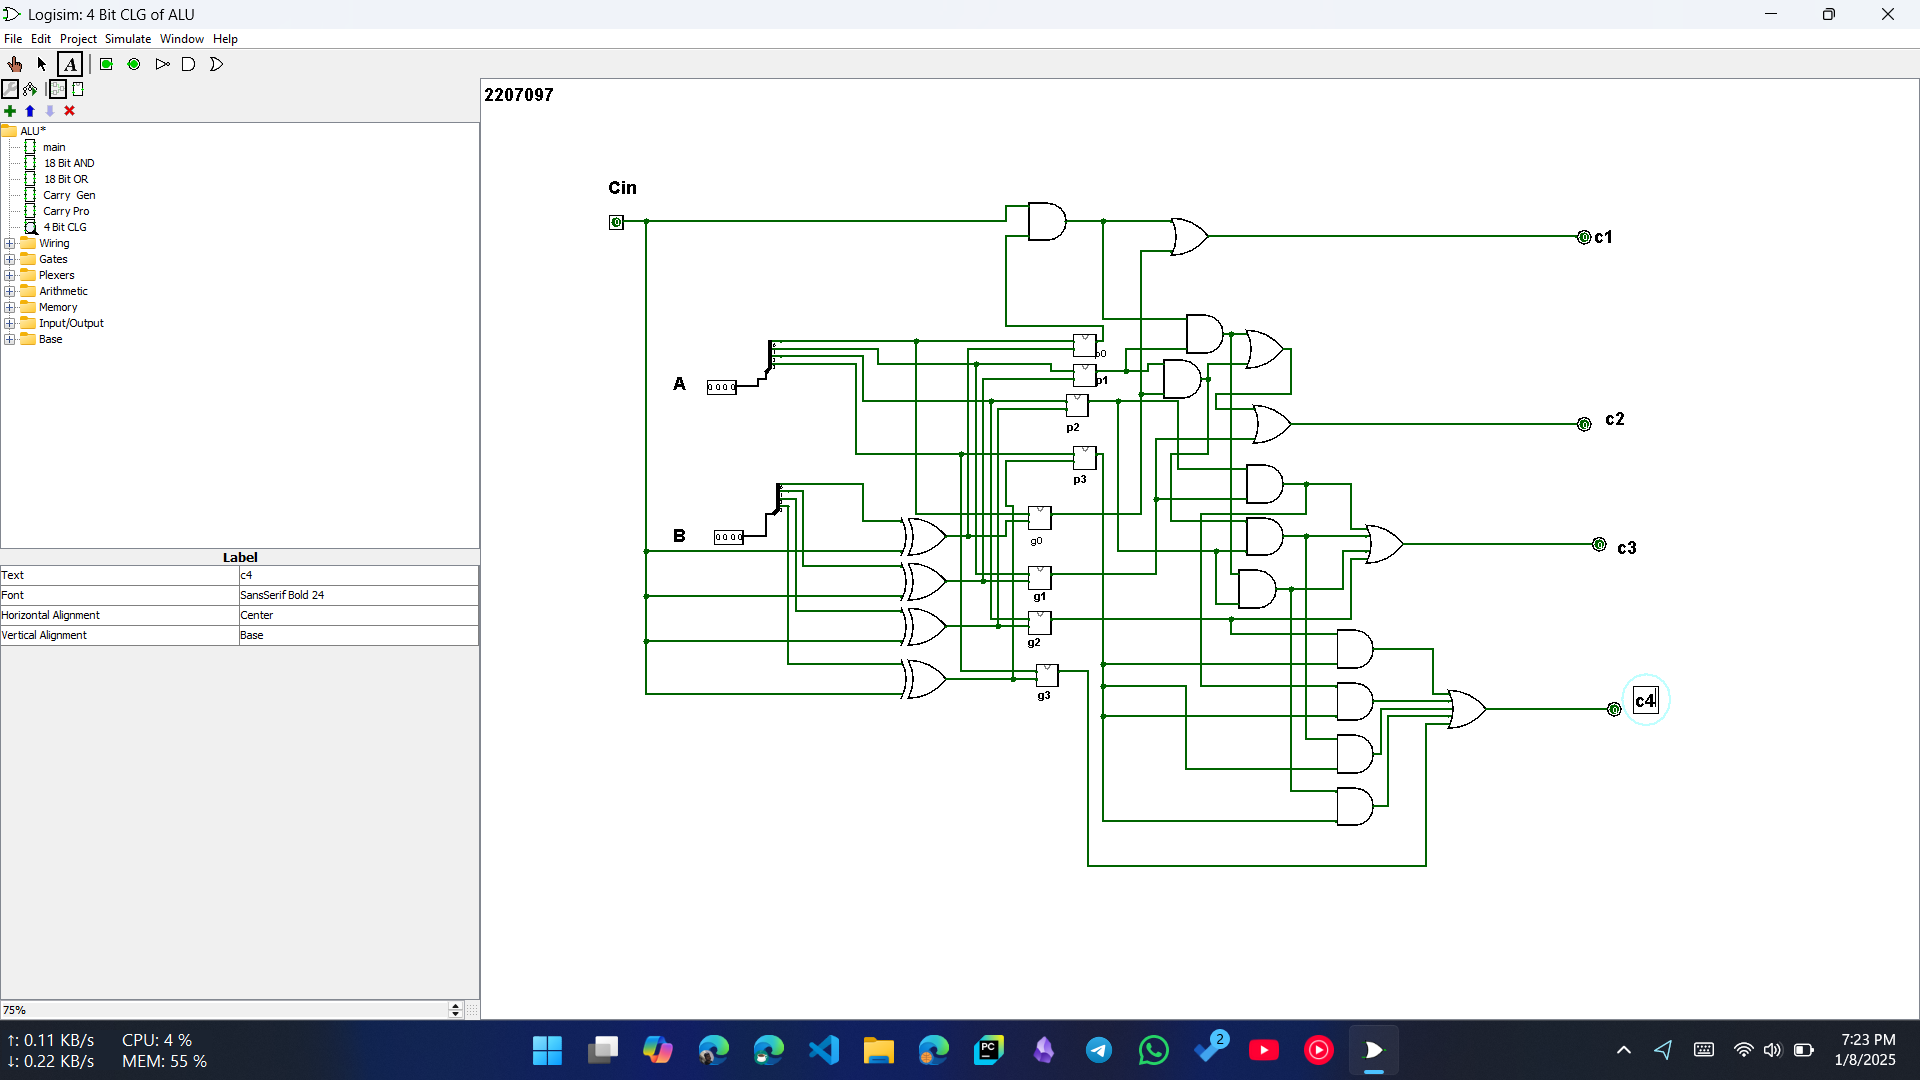 Logisim: 4 Bit CLG of ALU
File Edit Project Simulate Window Help
A
2207097
ALU*
main
18 Bit AND
18 Bit OR
Carry Gen
Carry Pro
4 Bit CLG
Wiring
Gates
Plexers
Arithmetic
Memory
Input/Output
Base
Label
Text c4
Font SansSerif Bold 24
Horizontal Alignment Center
Vertical Alignment Base
75%
Cin
0
A
0 0 0 0
B
0 0 0 0
p0
p1
p2
p3
g0
g1
g2
g3
c1
c2
c3
c4
↑: 0.11 KB/s CPU: 4 %
↓: 0.22 KB/s MEM: 55 %
PC
2
7:23 PM
1/8/2025